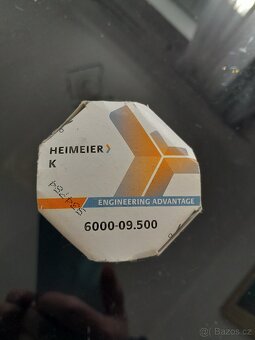 HEIMEIER
K
ENGINEERING ADVANTAGE
6000-09.500
Bazos.cz